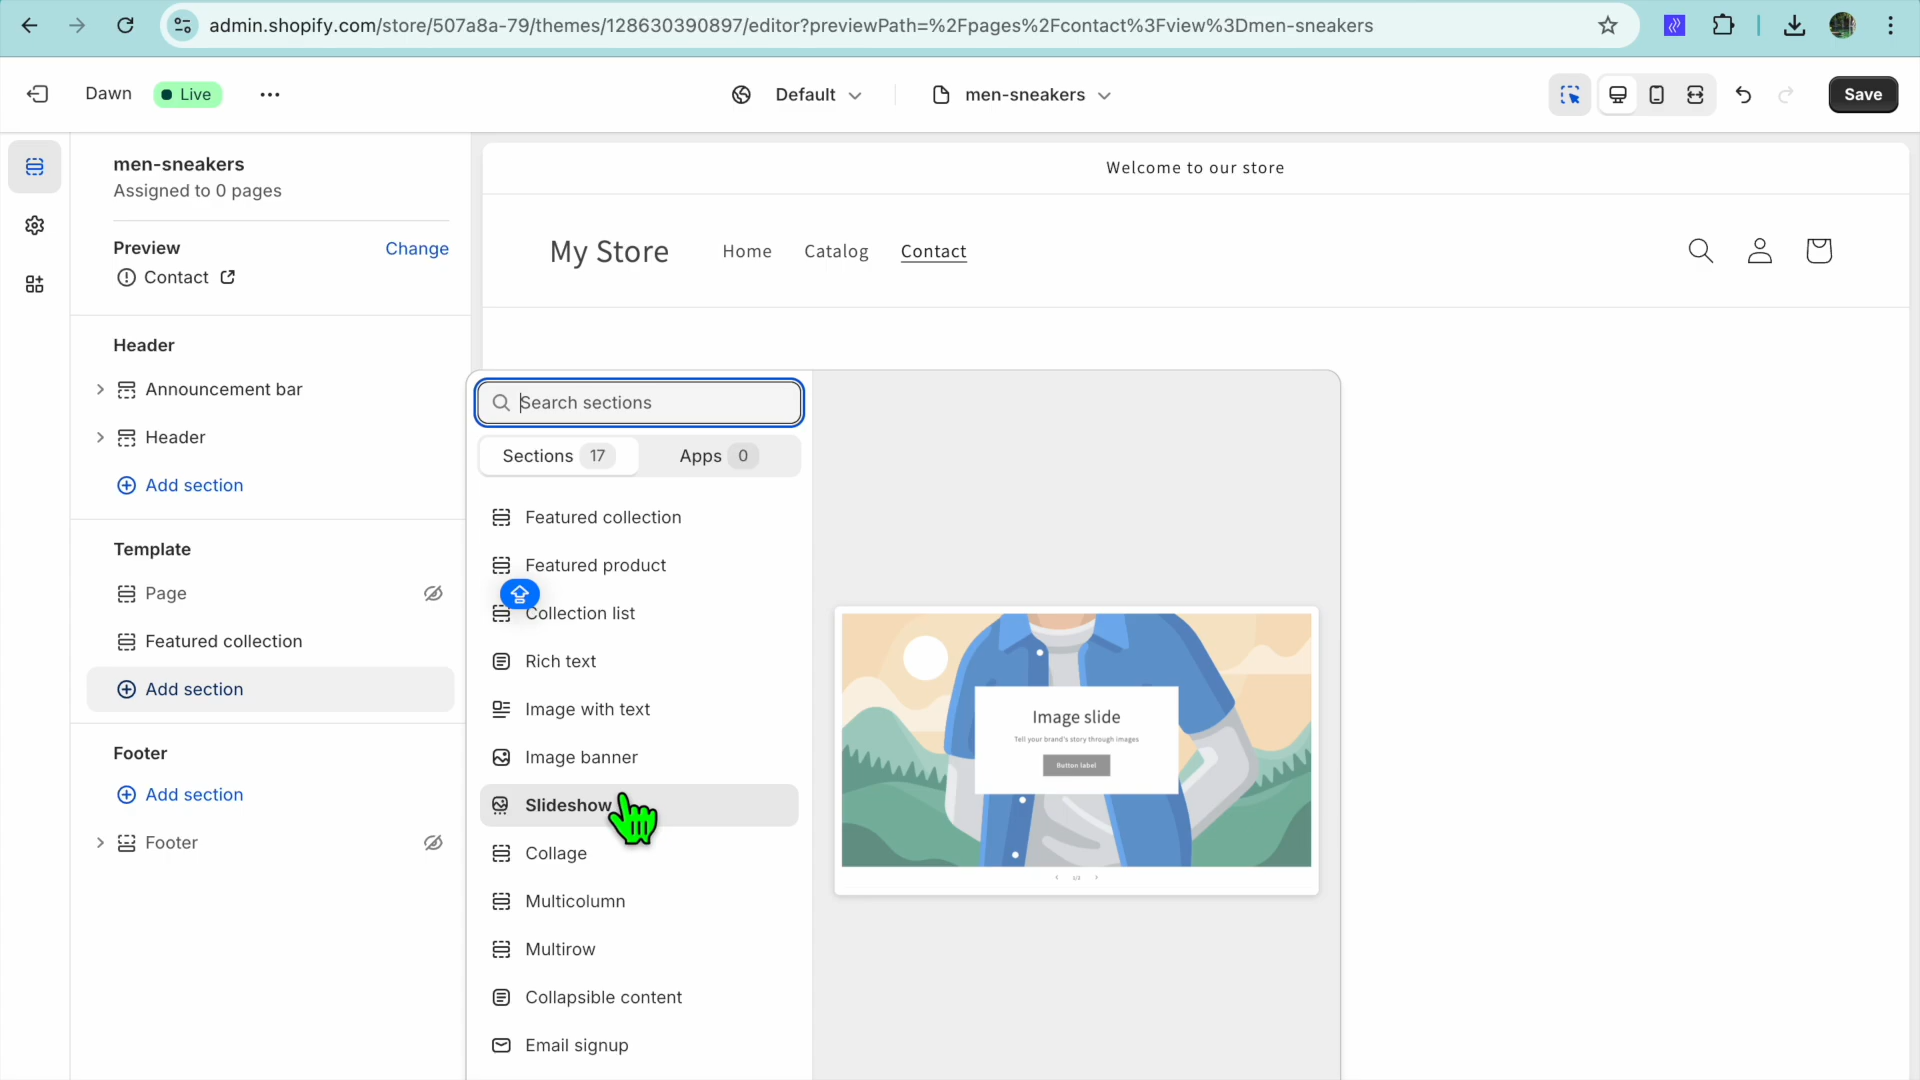 admin.shopify.com/store/507a8a-79/themes/128630390897/editor?previewPath=%2Fpages%2Fcontact%3Fview%3Dmen-sneakers
Dawn
Live
Default
men-sneakers
Save
men-sneakers
Assigned to 0 pages
Preview
Change
Contact
Header
Announcement bar
Header
Add section
Template
Page
Featured collection
Add section
Footer
Add section
Footer
Welcome to our store
My Store
Home
Catalog
Contact
Search sections
Sections 17
Apps 0
Featured collection
Featured product
Collection list
Rich text
Image with text
Image banner
Slideshow
Collage
Multicolumn
Multirow
Collapsible content
Email signup
Image slide
Tell your brand's story through images
Button label